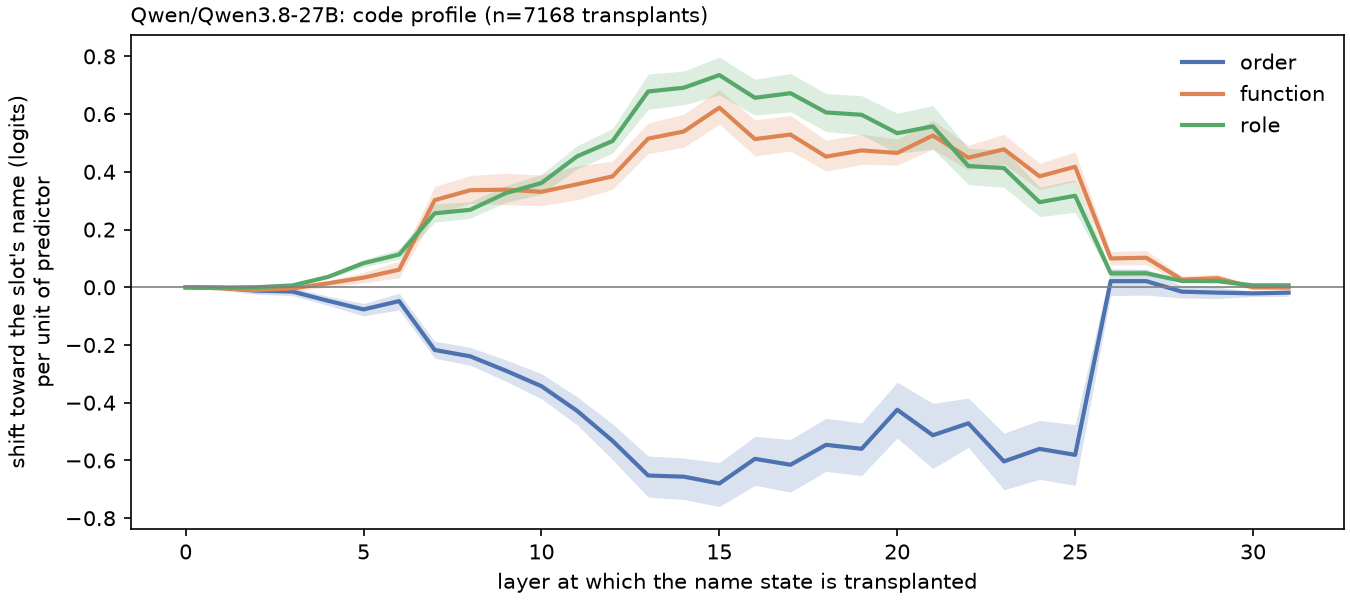 Qwen/Qwen3.8-27B: code profile (n=7168 transplants)
shift toward the slot's name (logits)
per unit of predictor
0.8
0.6
0.4
0.2
0.0
−0.2
−0.4
−0.6
−0.8
order
function
role
0 5 10 15 20 25 30
layer at which the name state is transplanted